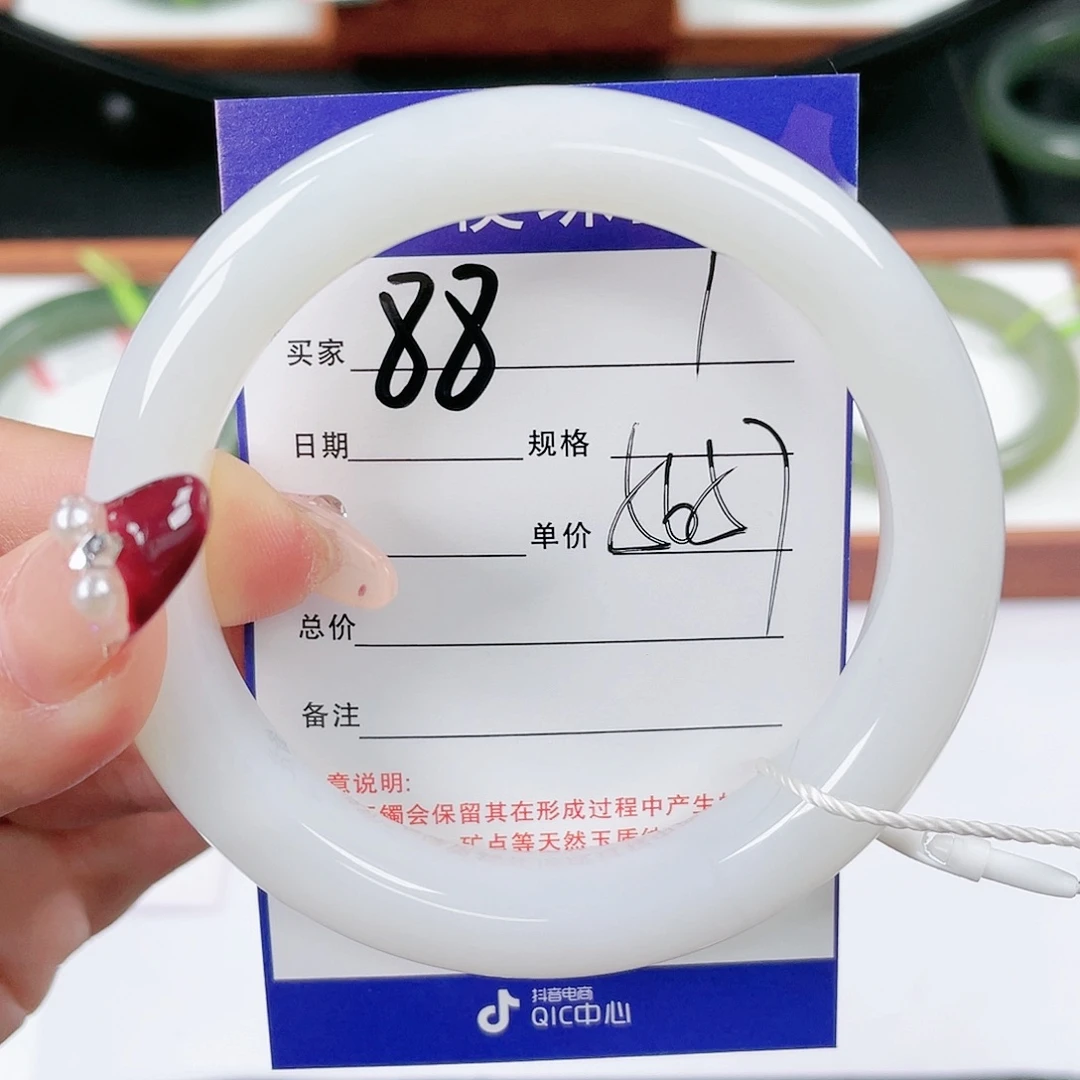 买家 88
日期 规格
单价
总价
备注
意说明:
镯会保留其在形成过程中产生
矿点等天然玉质
抖音电商
QIC中心